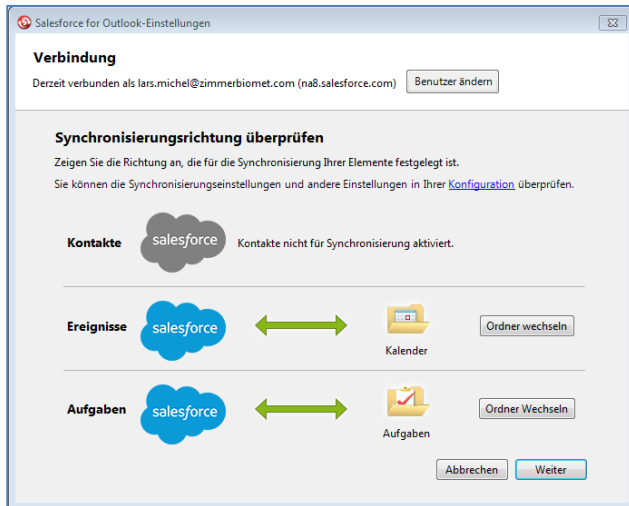 Salesforce for Outlook-Einstellungen
Verbindung
Derzeit verbunden als lars.michel@zimmerbiomet.com (na8.salesforce.com) Benutzer ändern
Synchronisierungsrichtung überprüfen
Zeigen Sie die Richtung an, die für die Synchronisierung Ihrer Elemente festgelegt ist.
Sie können die Synchronisierungseinstellungen und andere Einstellungen in Ihrer Konfiguration überprüfen.
Kontakte salesforce Kontakte nicht für Synchronisierung aktiviert.
Ereignisse salesforce Ordner wechseln
Kalender
Aufgaben salesforce Ordner Wechseln
Aufgaben
Abbrechen Weiter